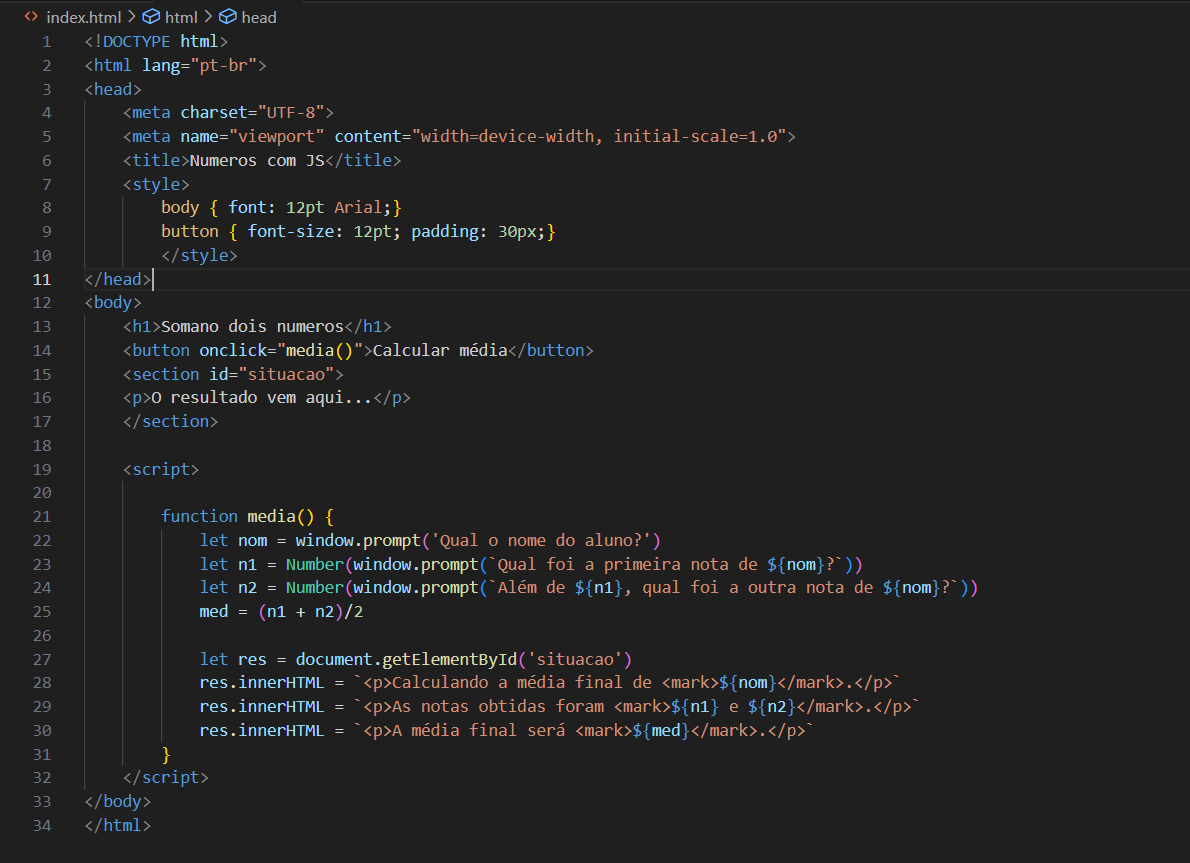 index.html > html > head
1 <!DOCTYPE html>
2 <html lang="pt-br">
3 <head>
4 <meta charset="UTF-8">
5 <meta name="viewport" content="width=device-width, initial-scale=1.0">
6 <title>Numeros com JS</title>
7 <style>
8 body { font: 12pt Arial;}
9 button { font-size: 12pt; padding: 30px;}
10 </style>
11 </head>
12 <body>
13 <h1>Somano dois numeros</h1>
14 <button onclick="media()">Calcular média</button>
15 <section id="situacao">
16 <p>O resultado vem aqui...</p>
17 </section>
18
19 <script>
20
21 function media() {
22 let nom = window.prompt('Qual o nome do aluno?')
23 let n1 = Number(window.prompt(`Qual foi a primeira nota de ${nom}?`))
24 let n2 = Number(window.prompt(`Além de ${n1}, qual foi a outra nota de ${nom}?`))
25 med = (n1 + n2)/2
26
27 let res = document.getElementById('situacao')
28 res.innerHTML = `<p>Calculando a média final de <mark>${nom}</mark>.</p>`
29 res.innerHTML = `<p>As notas obtidas foram <mark>${n1} e ${n2}</mark>.</p>`
30 res.innerHTML = `<p>A média final será <mark>${med}</mark>.</p>`
31 }
32 </script>
33 </body>
34 </html>